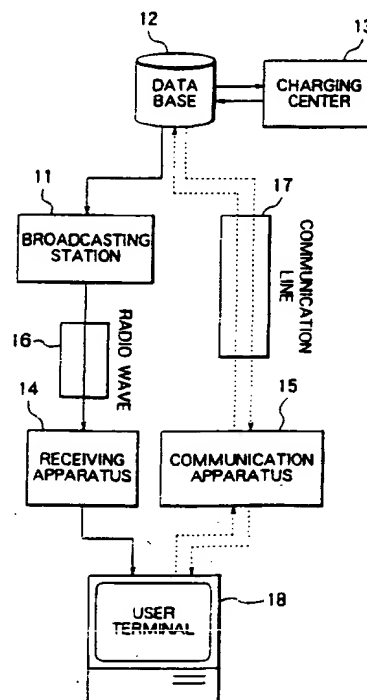 12
13
DATA
BASE
CHARGING
CENTER
11
17
BROADCASTING
STATION
COMMUNICATION
LINE
16
RADIO WAVE
14
15
RECEIVING
APPARATUS
COMMUNICATION
APPARATUS
USER
TERMINAL
18